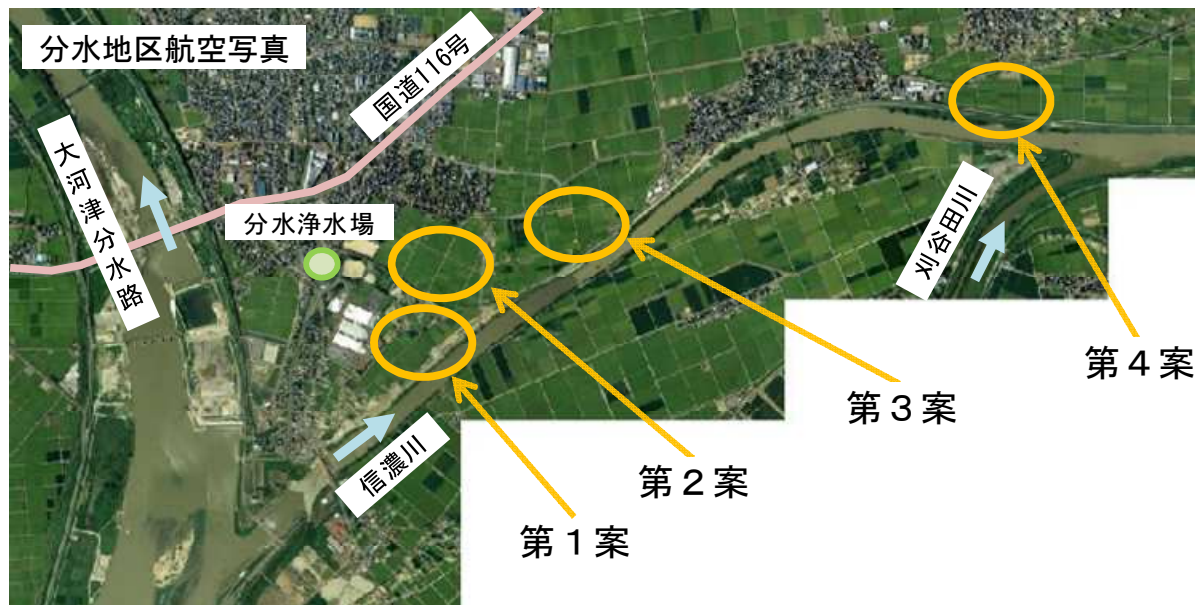 分水地区航空写真
国道116号
大河津分水路
分水浄水場
刈谷田三
信濃川
第４案
第３案
第２案
第１案